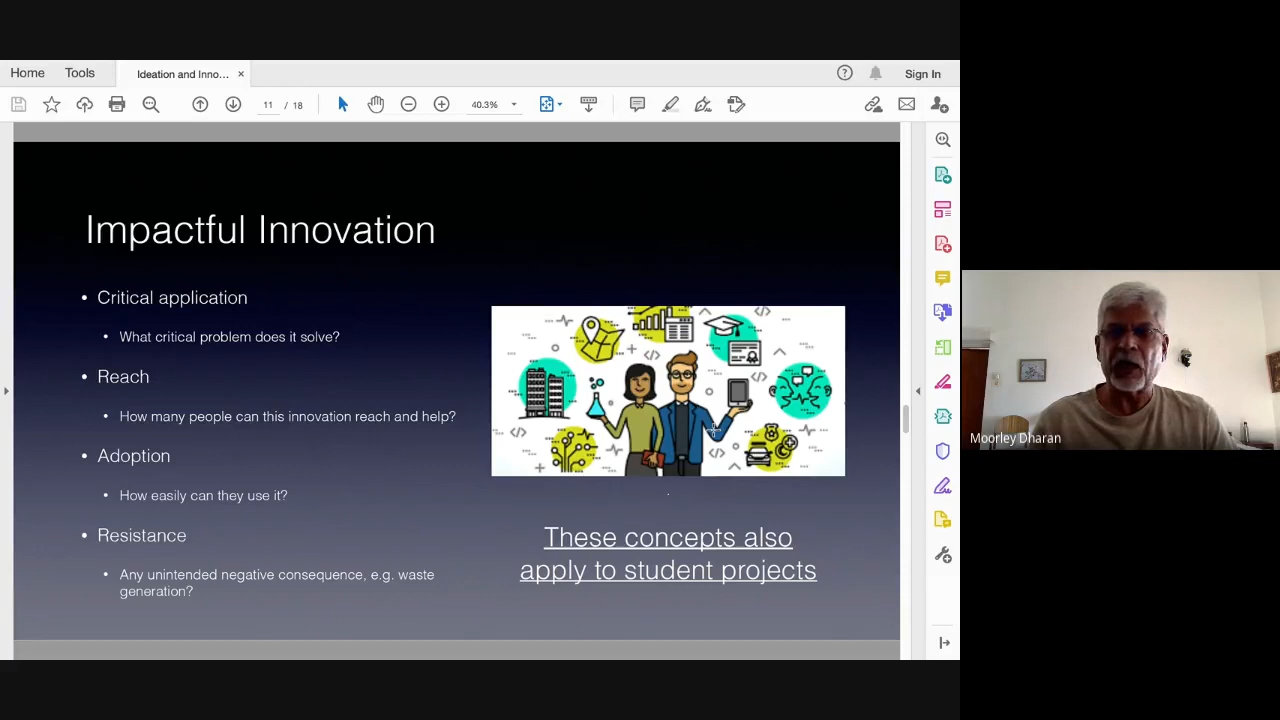 Home
Tools
Ideation and Inno...
×
Sign In
11 / 18
40.3%
Impactful Innovation
• Critical application
• What critical problem does it solve?
• Reach
• How many people can this innovation reach and help?
• Adoption
• How easily can they use it?
• Resistance
• Any unintended negative consequence, e.g. waste
generation?
These concepts also
apply to student projects
Moorley Dharan